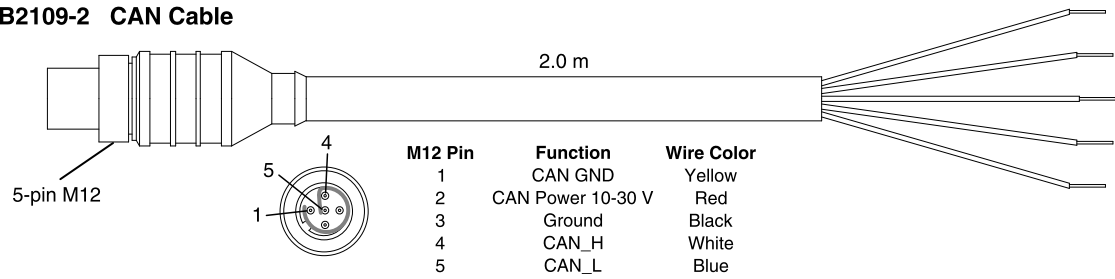 B2109-2 CAN Cable
2.0 m
5-pin M12
4
5
1
M12 Pin Function Wire Color
1 CAN GND Yellow
2 CAN Power 10-30 V Red
3 Ground Black
4 CAN_H White
5 CAN_L Blue